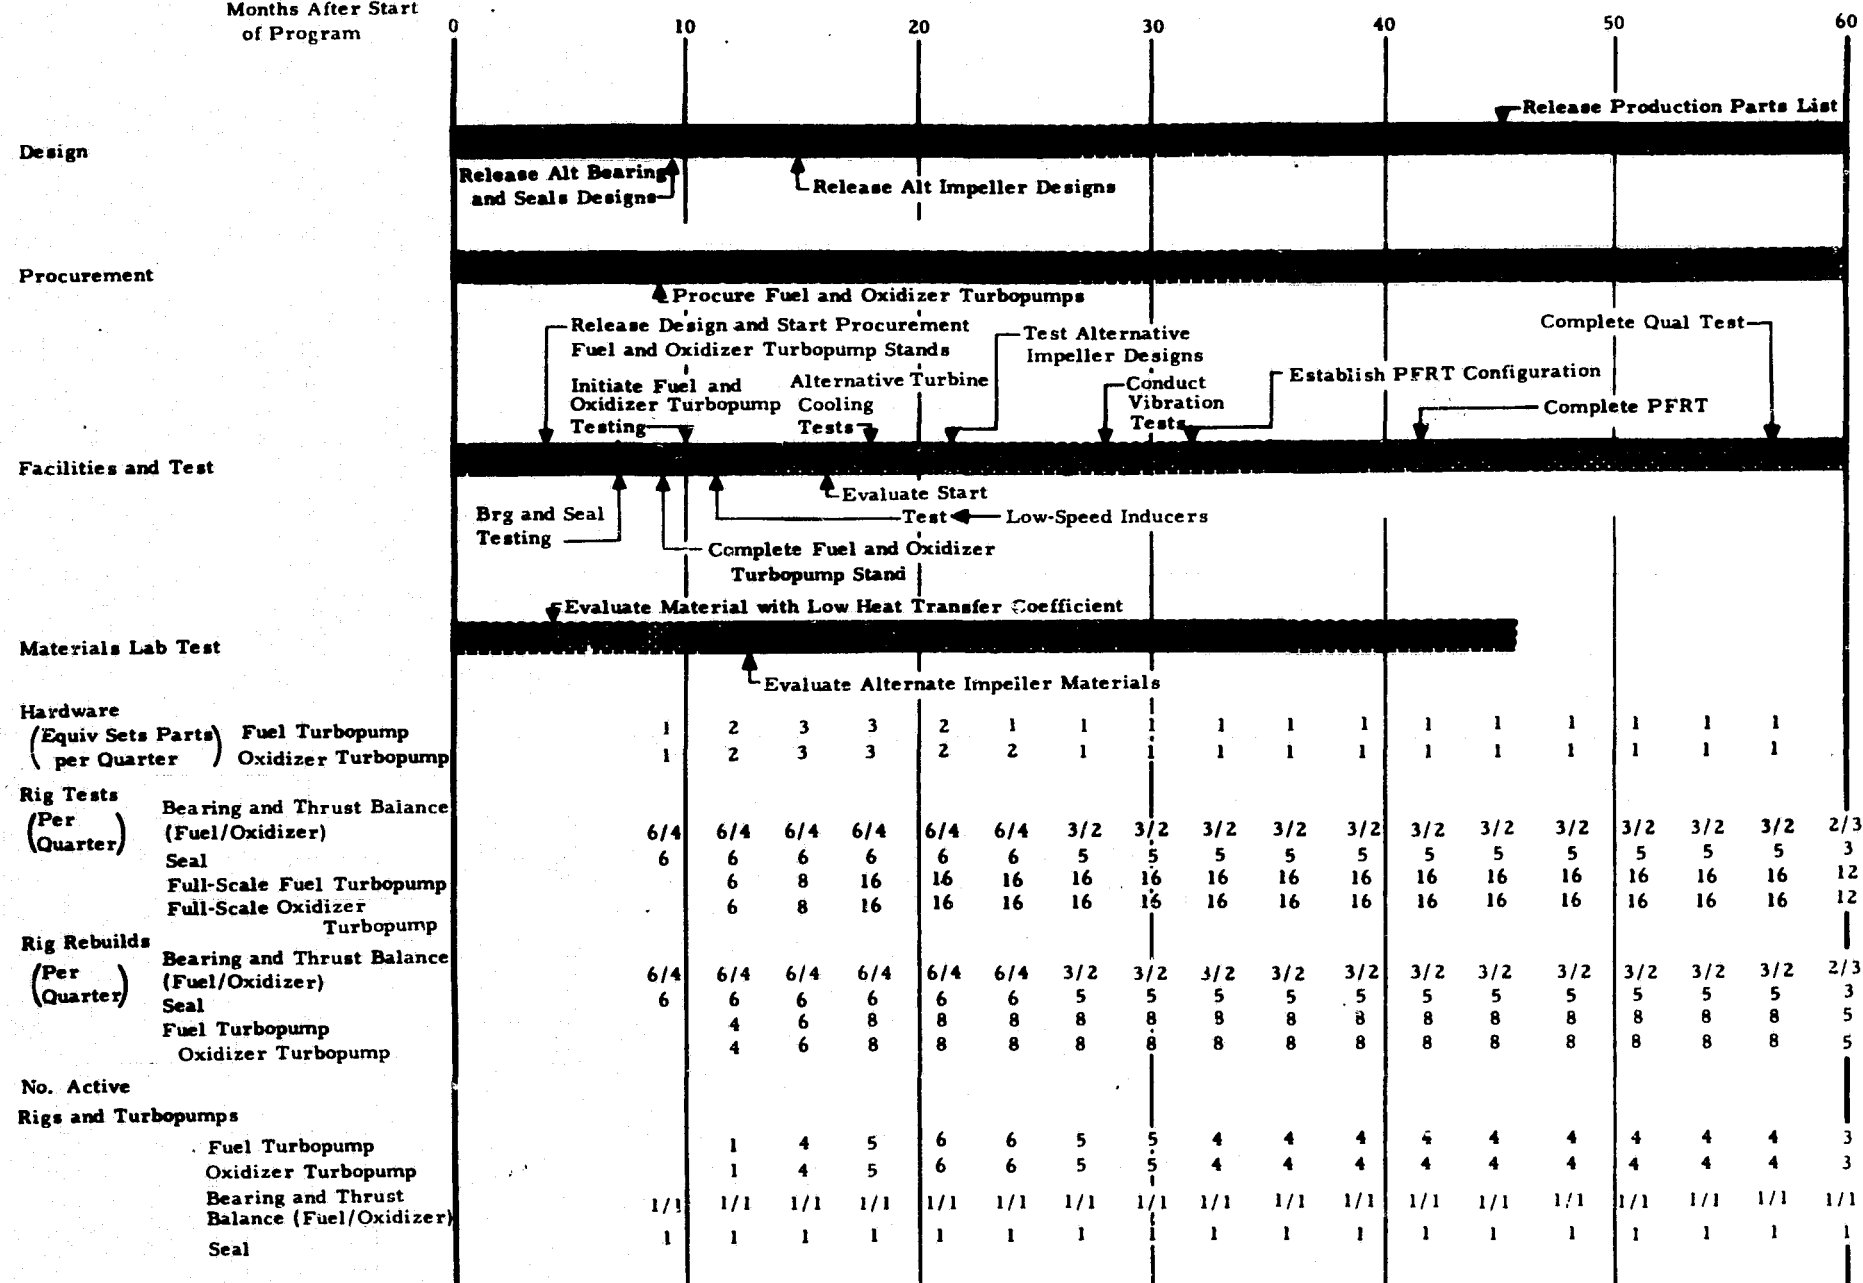 Months After Start
of Program
0 10 20 30 40 50 60
Release Production Parts List
Design
Release Alt Bearing
and Seals Designs
Release Alt Impeller Designs
Procurement
Procure Fuel and Oxidizer Turbopumps
Release Design and Start Procurement
Fuel and Oxidizer Turbopump Stands
Test Alternative
Impeller Designs
Complete Qual Test
Initiate Fuel and
Oxidizer Turbopump
Testing
Alternative Turbine
Cooling
Tests
Conduct
Vibration
Tests
Establish PFRT Configuration
Complete PFRT
Facilities and Test
Evaluate Start
Brg and Seal
Testing
Test Low-Speed Inducers
Complete Fuel and Oxidizer
Turbopump Stand
Evaluate Material with Low Heat Transfer Coefficient
Materials Lab Test
Evaluate Alternate Impeller Materials
Hardware
(Equiv Sets Parts
per Quarter)
Fuel Turbopump 1 2 3 3 2 1 1 1 1 1 1 1 1 1 1 1 1
Oxidizer Turbopump 1 2 3 3 2 2 1 1 1 1 1 1 1 1 1 1 1
Rig Tests
(Per
Quarter)
Bearing and Thrust Balance
(Fuel/Oxidizer) 6/4 6/4 6/4 6/4 6/4 6/4 3/2 3/2 3/2 3/2 3/2 3/2 3/2 3/2 3/2 3/2 3/2 2/3
Seal 6 6 6 6 6 6 5 5 5 5 5 5 5 5 5 5 5 3
Full-Scale Fuel Turbopump 6 8 16 16 16 16 16 16 16 16 16 16 16 16 16 16 12
Full-Scale Oxidizer 6 8 16 16 16 16 16 16 16 16 16 16 16 16 16 16 12
Turbopump
Rig Rebuilds
(Per
Quarter)
Bearing and Thrust Balance
(Fuel/Oxidizer) 6/4 6/4 6/4 6/4 6/4 6/4 3/2 3/2 3/2 3/2 3/2 3/2 3/2 3/2 3/2 3/2 3/2 2/3
Seal 6 6 6 6 6 6 5 5 5 5 5 5 5 5 5 5 5 3
Fuel Turbopump 4 6 8 8 8 8 8 8 8 8 8 8 8 8 8 8 5
Oxidizer Turbopump 4 6 8 8 8 8 8 8 8 8 8 8 8 8 8 8 5
No. Active
Rigs and Turbopumps
Fuel Turbopump 1 4 5 6 6 5 5 4 4 4 4 4 4 4 4 4 3
Oxidizer Turbopump 1 4 5 6 6 5 5 4 4 4 4 4 4 4 4 4 3
Bearing and Thrust
Balance (Fuel/Oxidizer) 1/1 1/1 1/1 1/1 1/1 1/1 1/1 1/1 1/1 1/1 1/1 1/1 1/1 1/1 1/1 1/1 1/1 1/1
Seal 1 1 1 1 1 1 1 1 1 1 1 1 1 1 1 1 1 1